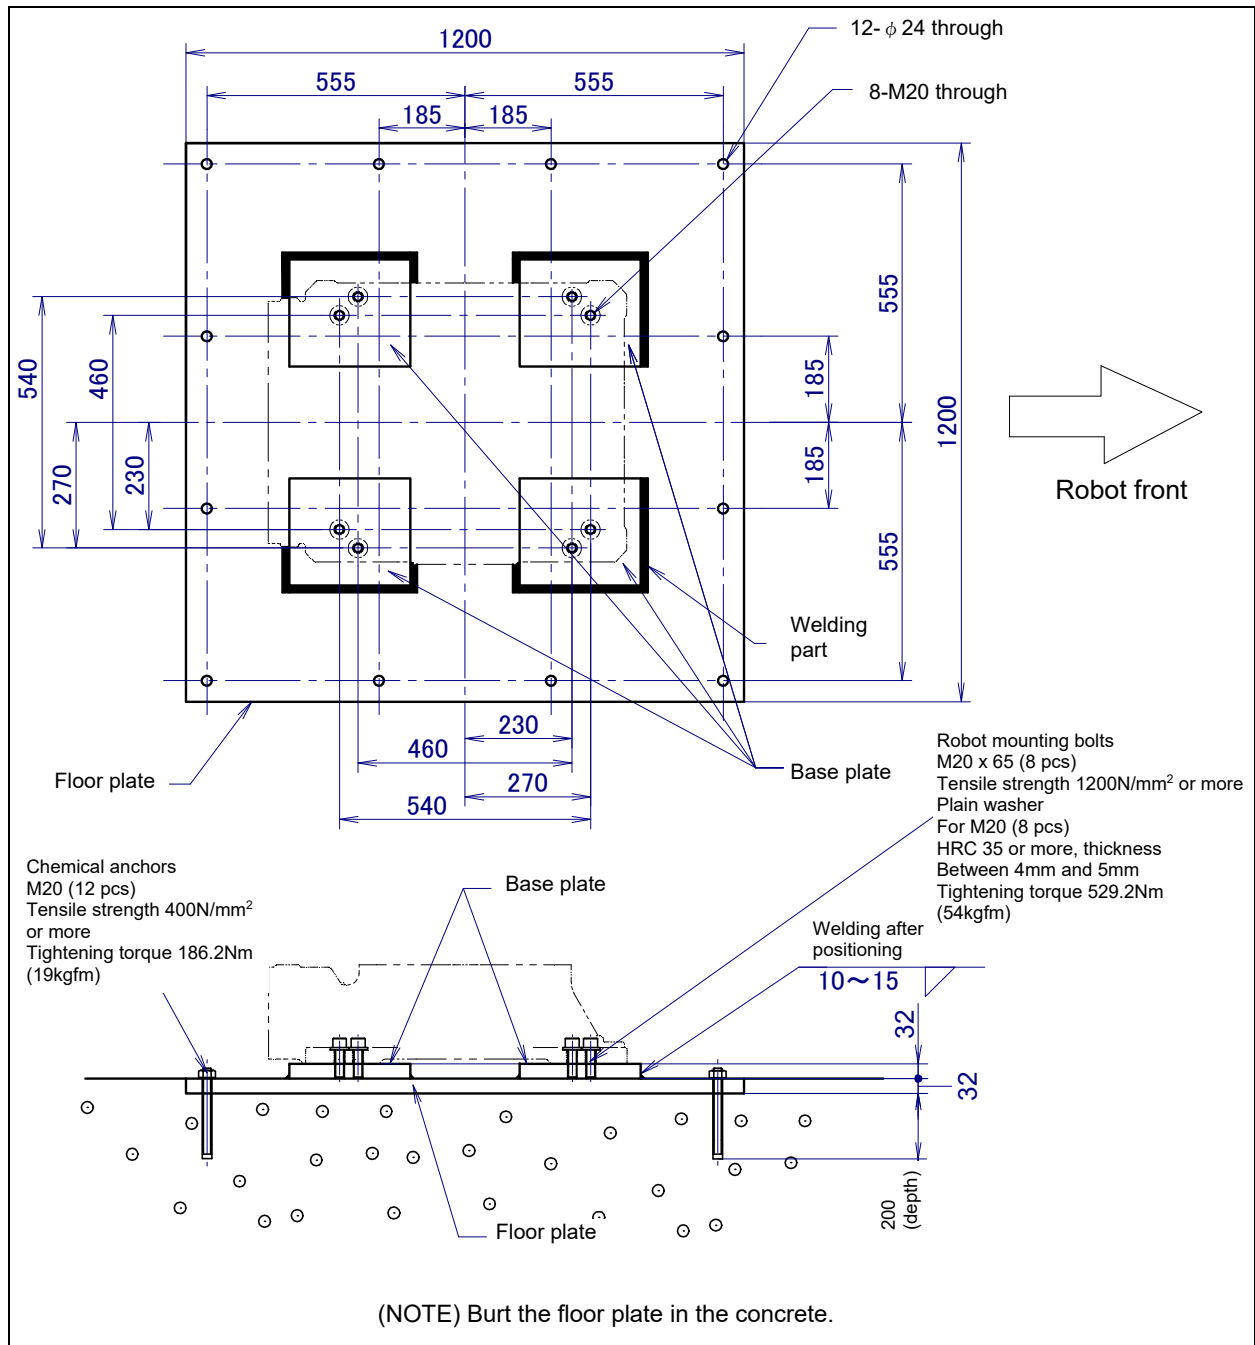 1200
12- ϕ 24 through
555
555
8-M20 through
185
185
555
540
460
185
1200
270
230
185
Robot front
555
Welding
part
230
460
270
540
Floor plate
Base plate
Robot mounting bolts
M20 x 65 (8 pcs)
Tensile strength 1200N/mm² or more
Plain washer
For M20 (8 pcs)
HRC 35 or more, thickness
Between 4mm and 5mm
Tightening torque 529.2Nm
(54kgfm)
Chemical anchors
M20 (12 pcs)
Tensile strength 400N/mm²
or more
Tightening torque 186.2Nm
(19kgfm)
Base plate
Welding after
positioning
10～15
32
32
200
(depth)
Floor plate
(NOTE) Burt the floor plate in the concrete.